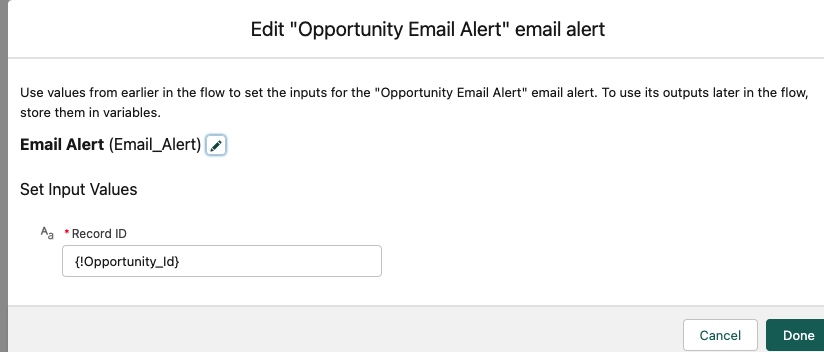 Edit "Opportunity Email Alert" email alert
Use values from earlier in the flow to set the inputs for the "Opportunity Email Alert" email alert. To use its outputs later in the flow,
store them in variables.
Email Alert (Email_Alert)
Set Input Values
Aa * Record ID
{!Opportunity_Id}
Cancel Done